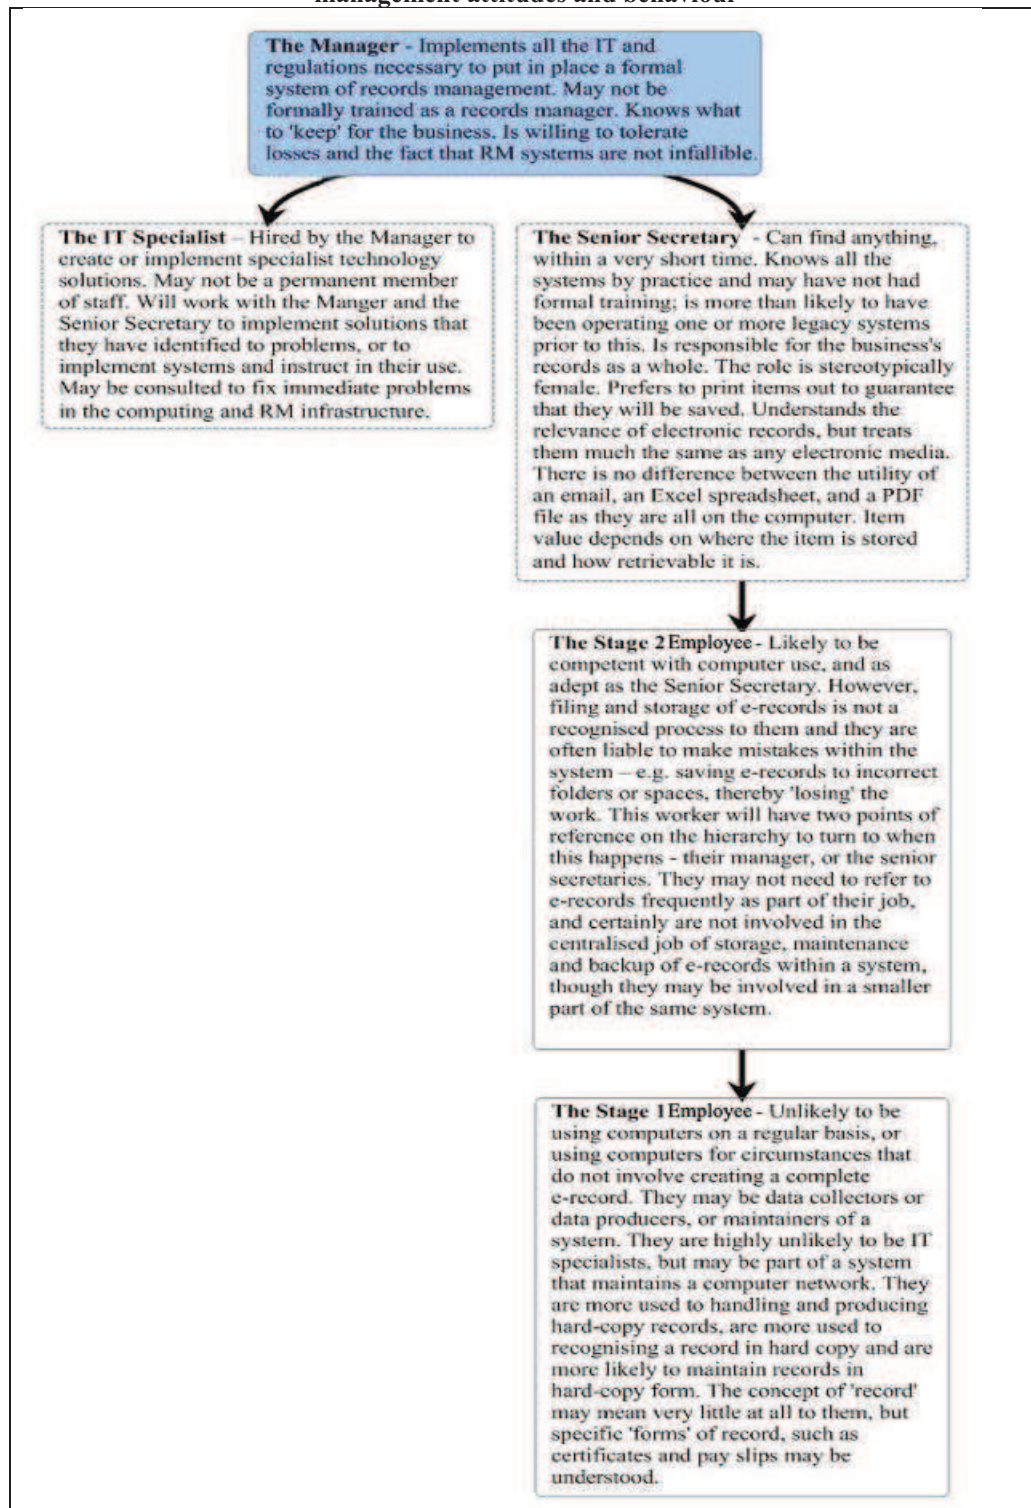 management attitudes and behaviour
The Manager - Implements all the IT and
regulations necessary to put in place a formal
system of records management. May not be
formally trained as a records manager. Knows what
to 'keep' for the business. Is willing to tolerate
losses and the fact that RM systems are not infallible.
The IT Specialist – Hired by the Manager to
create or implement specialist technology
solutions. May not be a permanent member
of staff. Will work with the Manger and the
Senior Secretary to implement solutions that
they have identified to problems, or to
implement systems and instruct in their use.
May be consulted to fix immediate problems
in the computing and RM infrastructure.
The Senior Secretary - Can find anything,
within a very short time. Knows all the
systems by practice and may have not had
formal training; is more than likely to have
been operating one or more legacy systems
prior to this. Is responsible for the business's
records as a whole. The role is stereotypically
female. Prefers to print items out to guarantee
that they will be saved. Understands the
relevance of electronic records, but treats
them much the same as any electronic media.
There is no difference between the utility of
an email, an Excel spreadsheet, and a PDF
file as they are all on the computer. Item
value depends on where the item is stored
and how retrievable it is.
The Stage 2 Employee - Likely to be
competent with computer use, and as
adept as the Senior Secretary. However,
filing and storage of e-records is not a
recognised process to them and they are
often liable to make mistakes within the
system – e.g. saving e-records to incorrect
folders or spaces, thereby 'losing' the
work. This worker will have two points of
reference on the hierarchy to turn to when
this happens - their manager, or the senior
secretaries. They may not need to refer to
e-records frequently as part of their job,
and certainly are not involved in the
centralised job of storage, maintenance
and backup of e-records within a system,
though they may be involved in a smaller
part of the same system.
The Stage 1 Employee - Unlikely to be
using computers on a regular basis, or
using computers for circumstances that
do not involve creating a complete
e-record. They may be data collectors or
data producers, or maintainers of a
system. They are highly unlikely to be IT
specialists, but may be part of a system
that maintains a computer network. They
are more used to handling and producing
hard-copy records, are more used to
recognising a record in hard copy and are
more likely to maintain records in
hard-copy form. The concept of 'record'
may mean very little at all to them, but
specific 'forms' of record, such as
certificates and pay slips may be
understood.